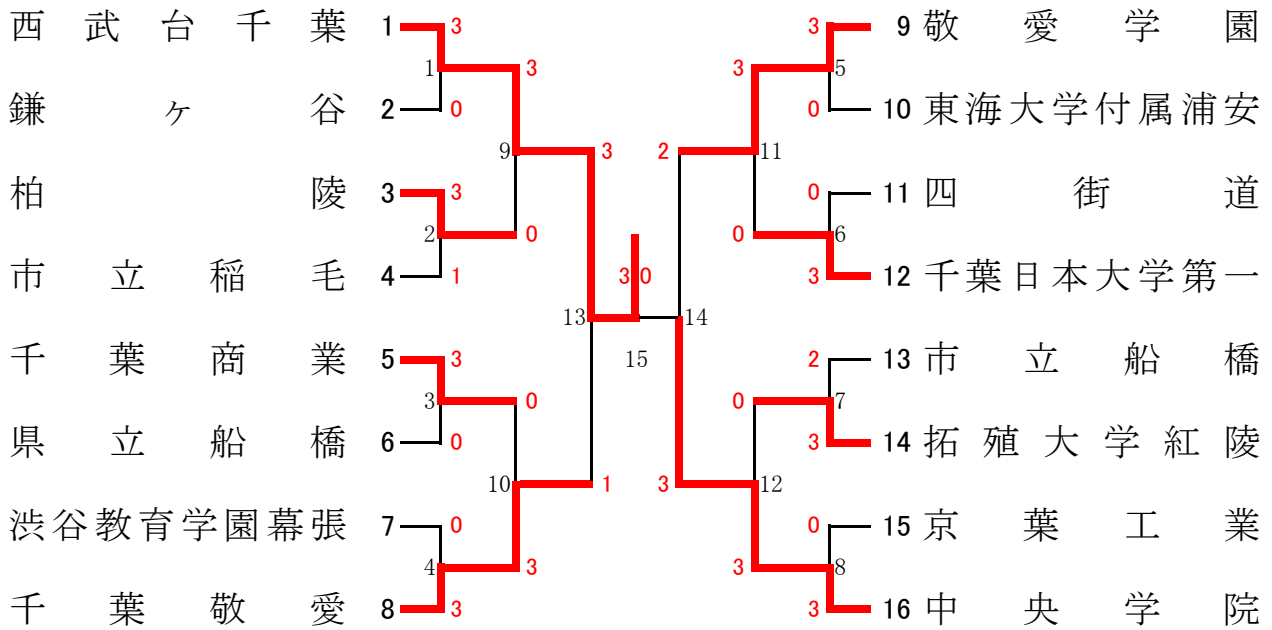 西武台千葉 1 3 3 9 敬愛学園
1 3 3 5
鎌ヶ谷 2 0 0 10 東海大学付属浦安
9 3 2 11
柏陵 3 3 0 11 四街道
2 0 0 6
市立稲毛 4 1 3 0 3 12 千葉日本大学第一
13 14
千葉商業 5 3 15 2 13 市立船橋
3 0 0 7
県立船橋 6 0 3 14 拓殖大学紅陵
10 1 3 12
渋谷教育学園幕張 7 0 0 15 京葉工業
4 3 3 8
千葉敬愛 8 3 3 16 中央学院